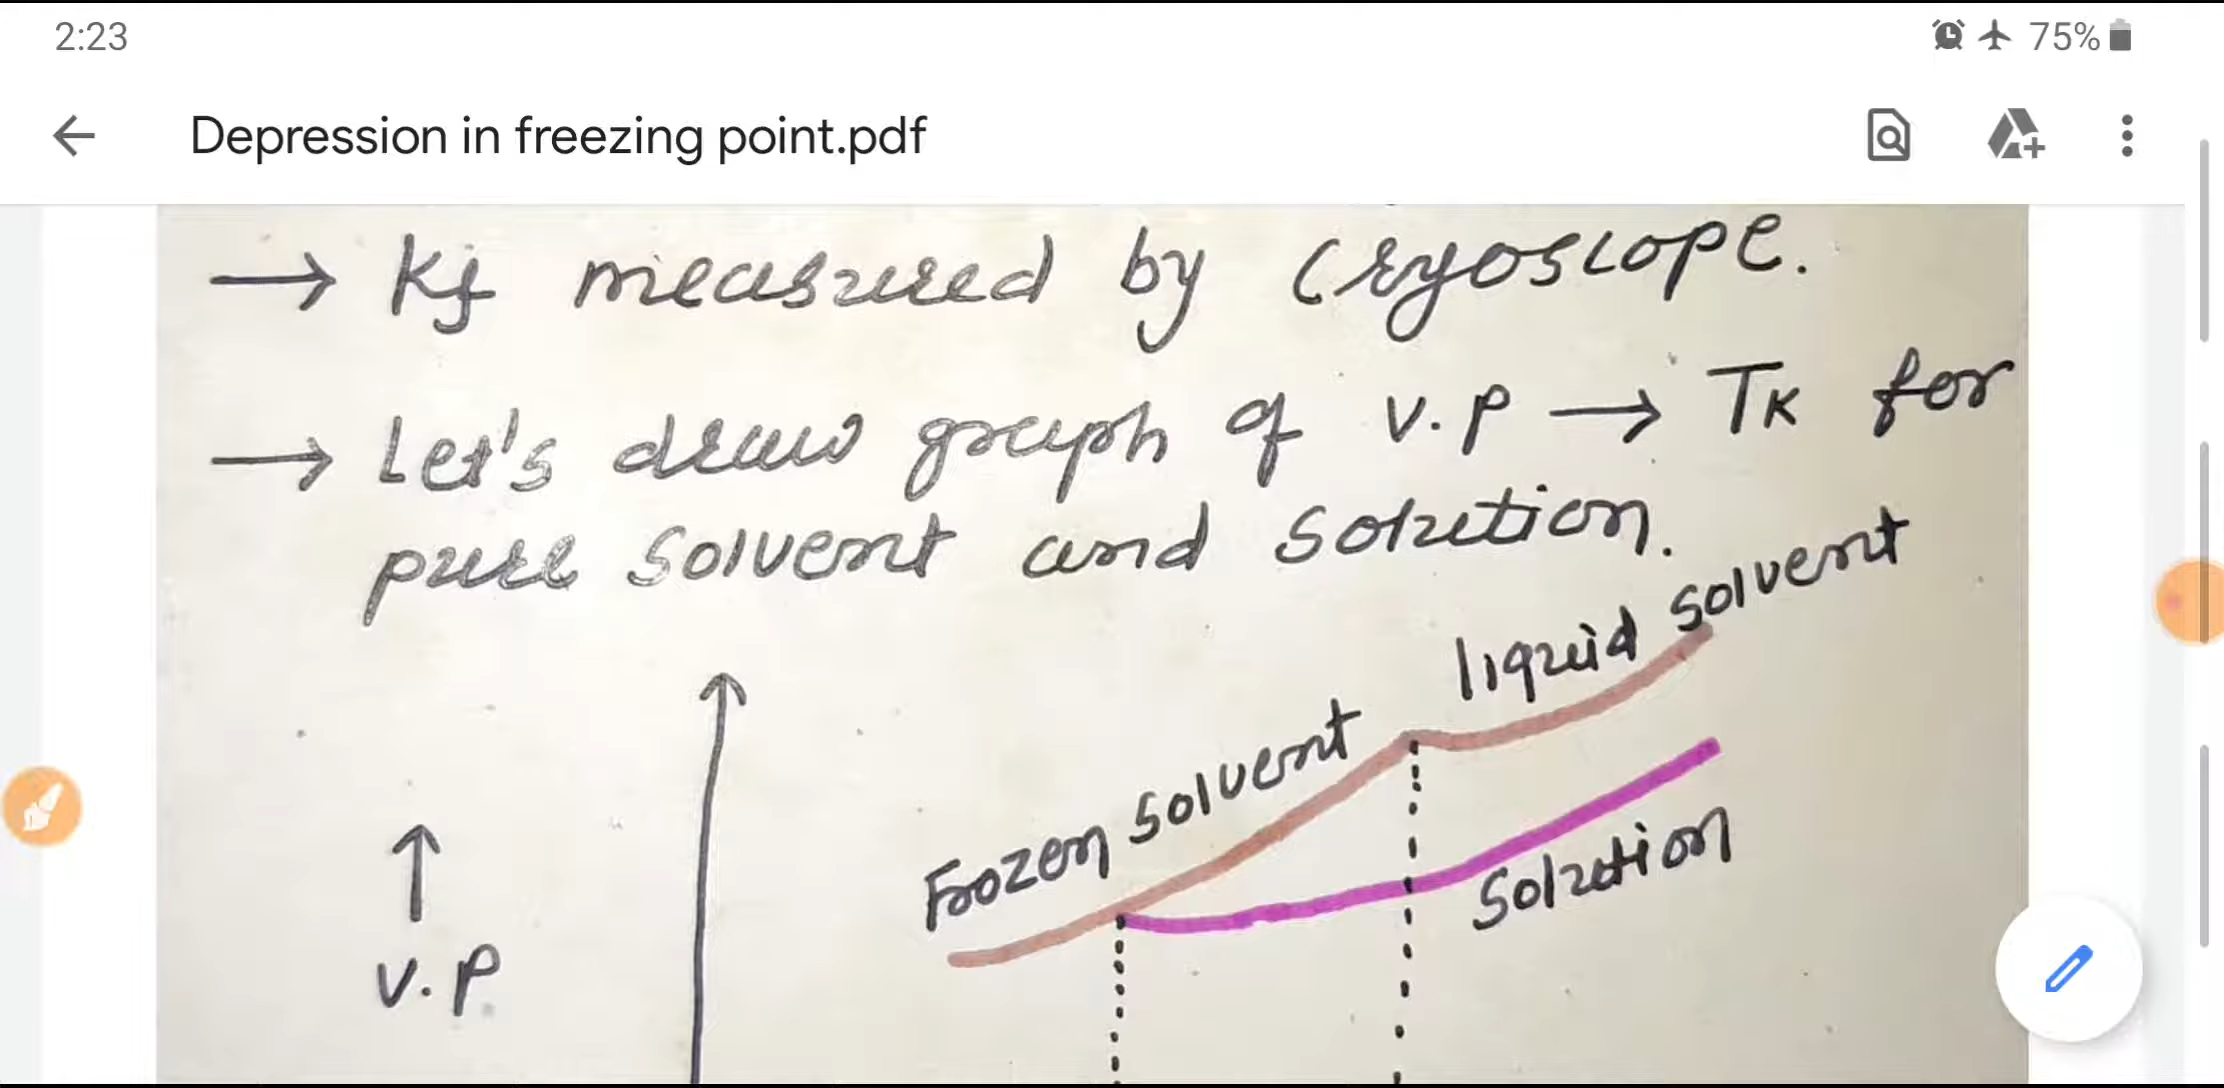 2:23
75%
Depression in freezing point.pdf
→ Kf measured by Cryoscope.
→ Let's draw graph of V.P → TK for
pure solvent and solution.
liquid solvent
Frozen solvent
Solution
↑
V.P.